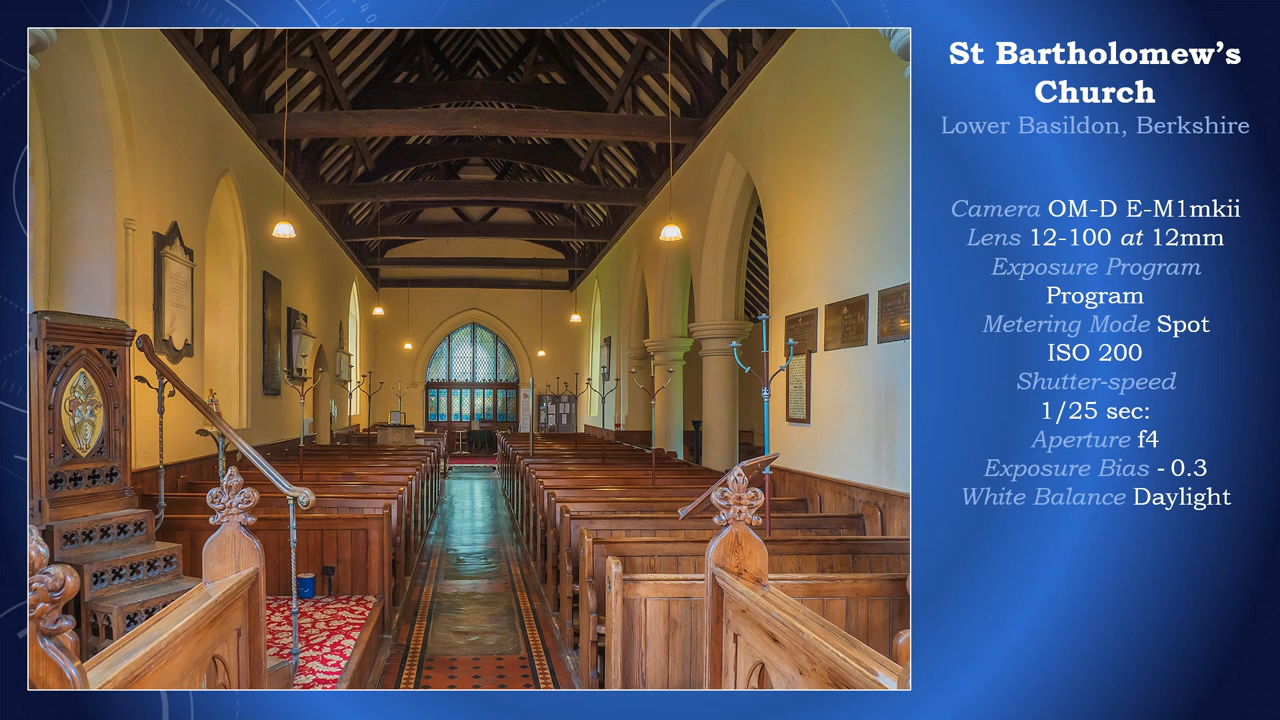 St Bartholomew's
Church
Lower Basildon, Berkshire
Camera OM-D E-M1mkii
Lens 12-100 at 12mm
Exposure Program
Program
Metering Mode Spot
ISO 200
Shutter-speed
1/25 sec:
Aperture f4
Exposure Bias - 0.3
White Balance Daylight
40